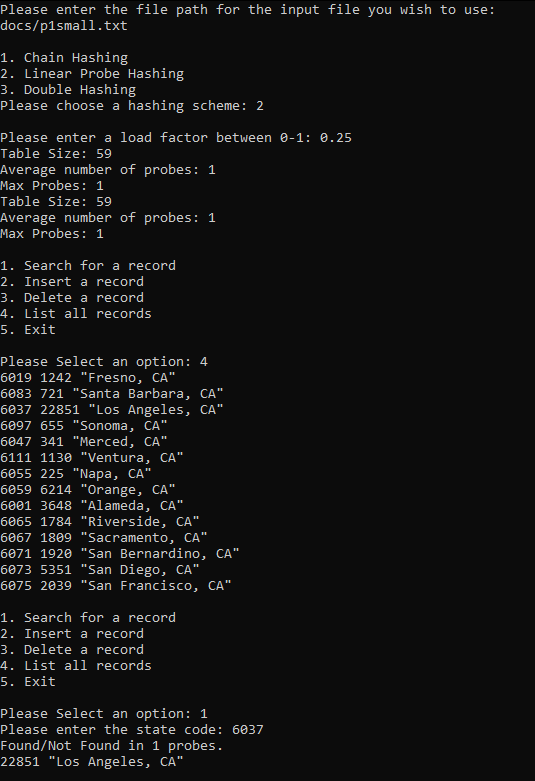 Please enter the file path for the input file you wish to use:
docs/p1small.txt
1. Chain Hashing
2. Linear Probe Hashing
3. Double Hashing
Please choose a hashing scheme: 2
Please enter a load factor between 0-1: 0.25
Table Size: 59
Average number of probes: 1
Max Probes: 1
Table Size: 59
Average number of probes: 1
Max Probes: 1
1. Search for a record
2. Insert a record
3. Delete a record
4. List all records
5. Exit
Please Select an option: 4
6019 1242 "Fresno, CA"
6083 721 "Santa Barbara, CA"
6037 22851 "Los Angeles, CA"
6097 655 "Sonoma, CA"
6047 341 "Merced, CA"
6111 1130 "Ventura, CA"
6055 225 "Napa, CA"
6059 6214 "Orange, CA"
6001 3648 "Alameda, CA"
6065 1784 "Riverside, CA"
6067 1809 "Sacramento, CA"
6071 1920 "San Bernardino, CA"
6073 5351 "San Diego, CA"
6075 2039 "San Francisco, CA"
1. Search for a record
2. Insert a record
3. Delete a record
4. List all records
5. Exit
Please Select an option: 1
Please enter the state code: 6037
Found/Not Found in 1 probes.
22851 "Los Angeles, CA"